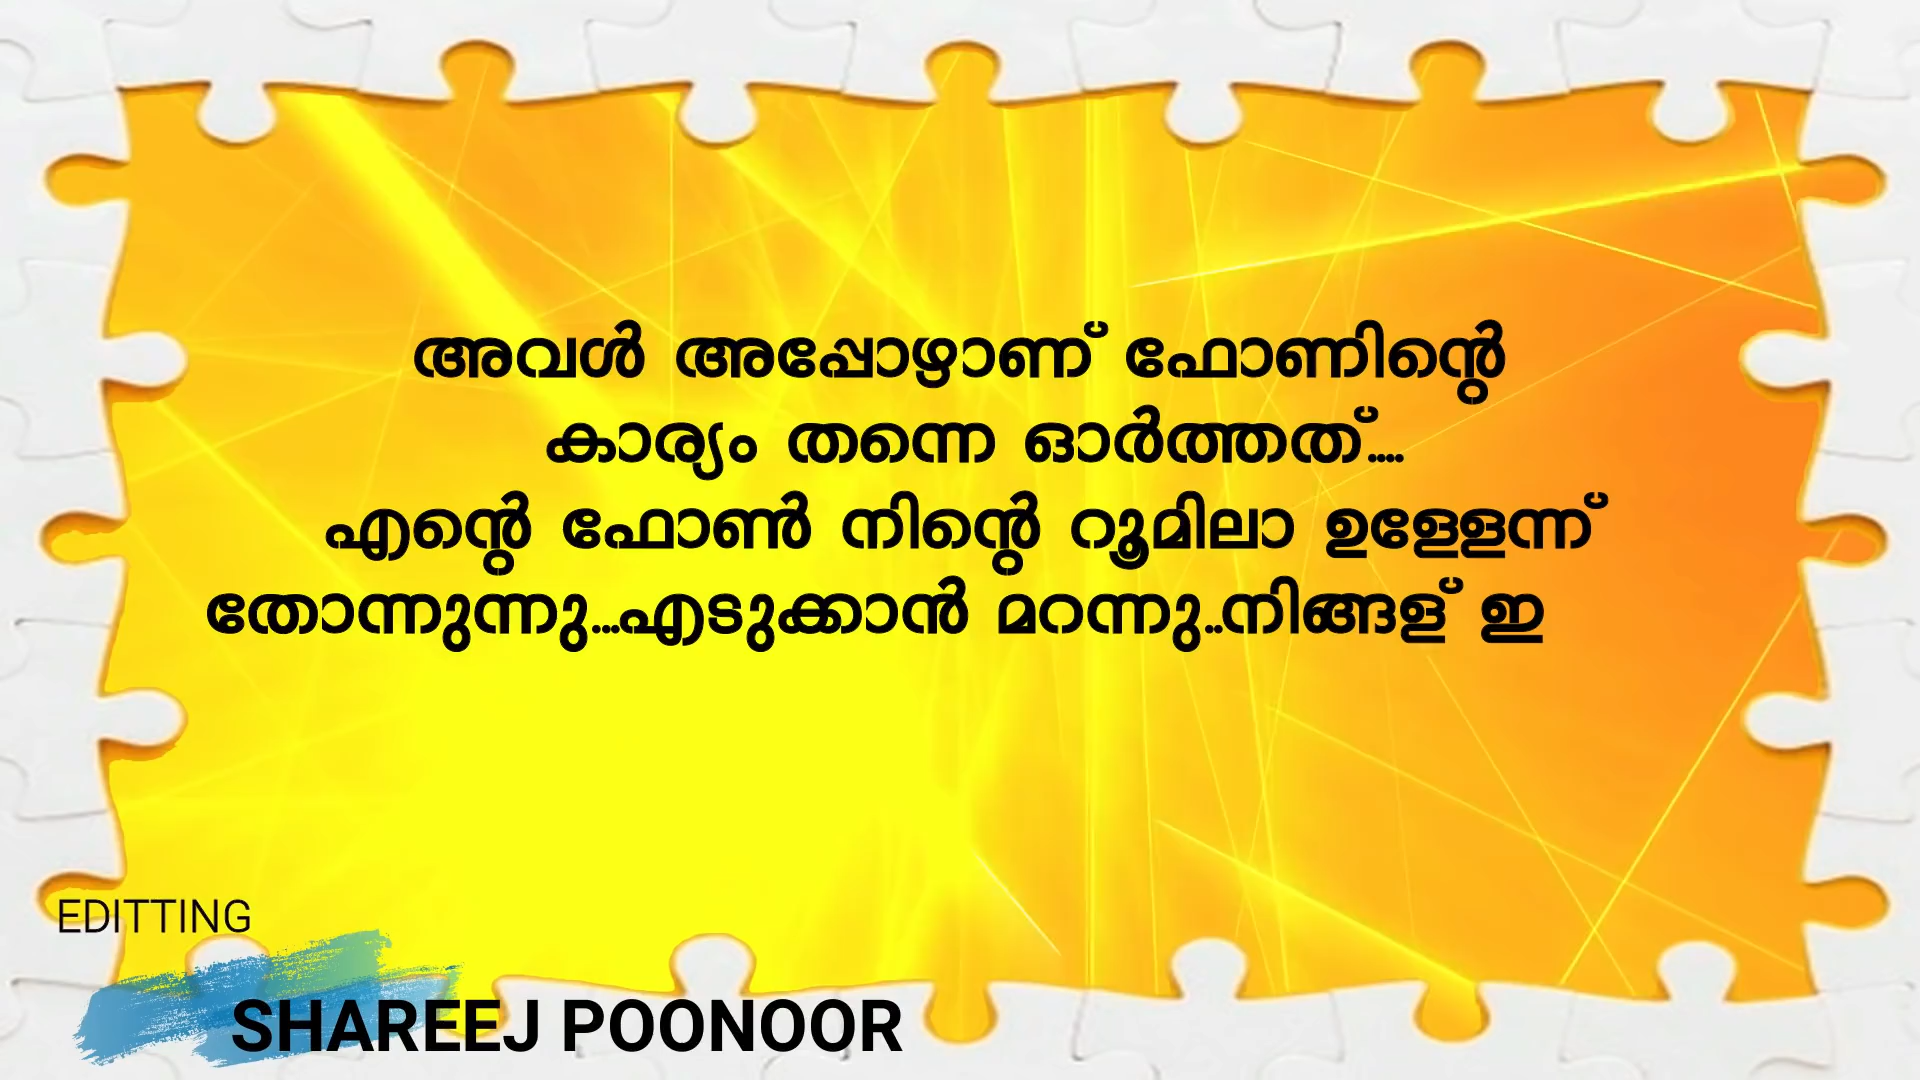 അവൾ അപ്പോഴാണ് ഫോണിന്റെ
കാര്യം തന്നെ ഓർത്തത്....
എന്റെ ഫോൺ നിന്റെ റൂമിലാ ഉള്ളേന്ന്
തോന്നുന്നു...എടുക്കാൻ മറന്നു..നിങ്ങള് ഇ
EDITTING
SHAREEJ POONOOR